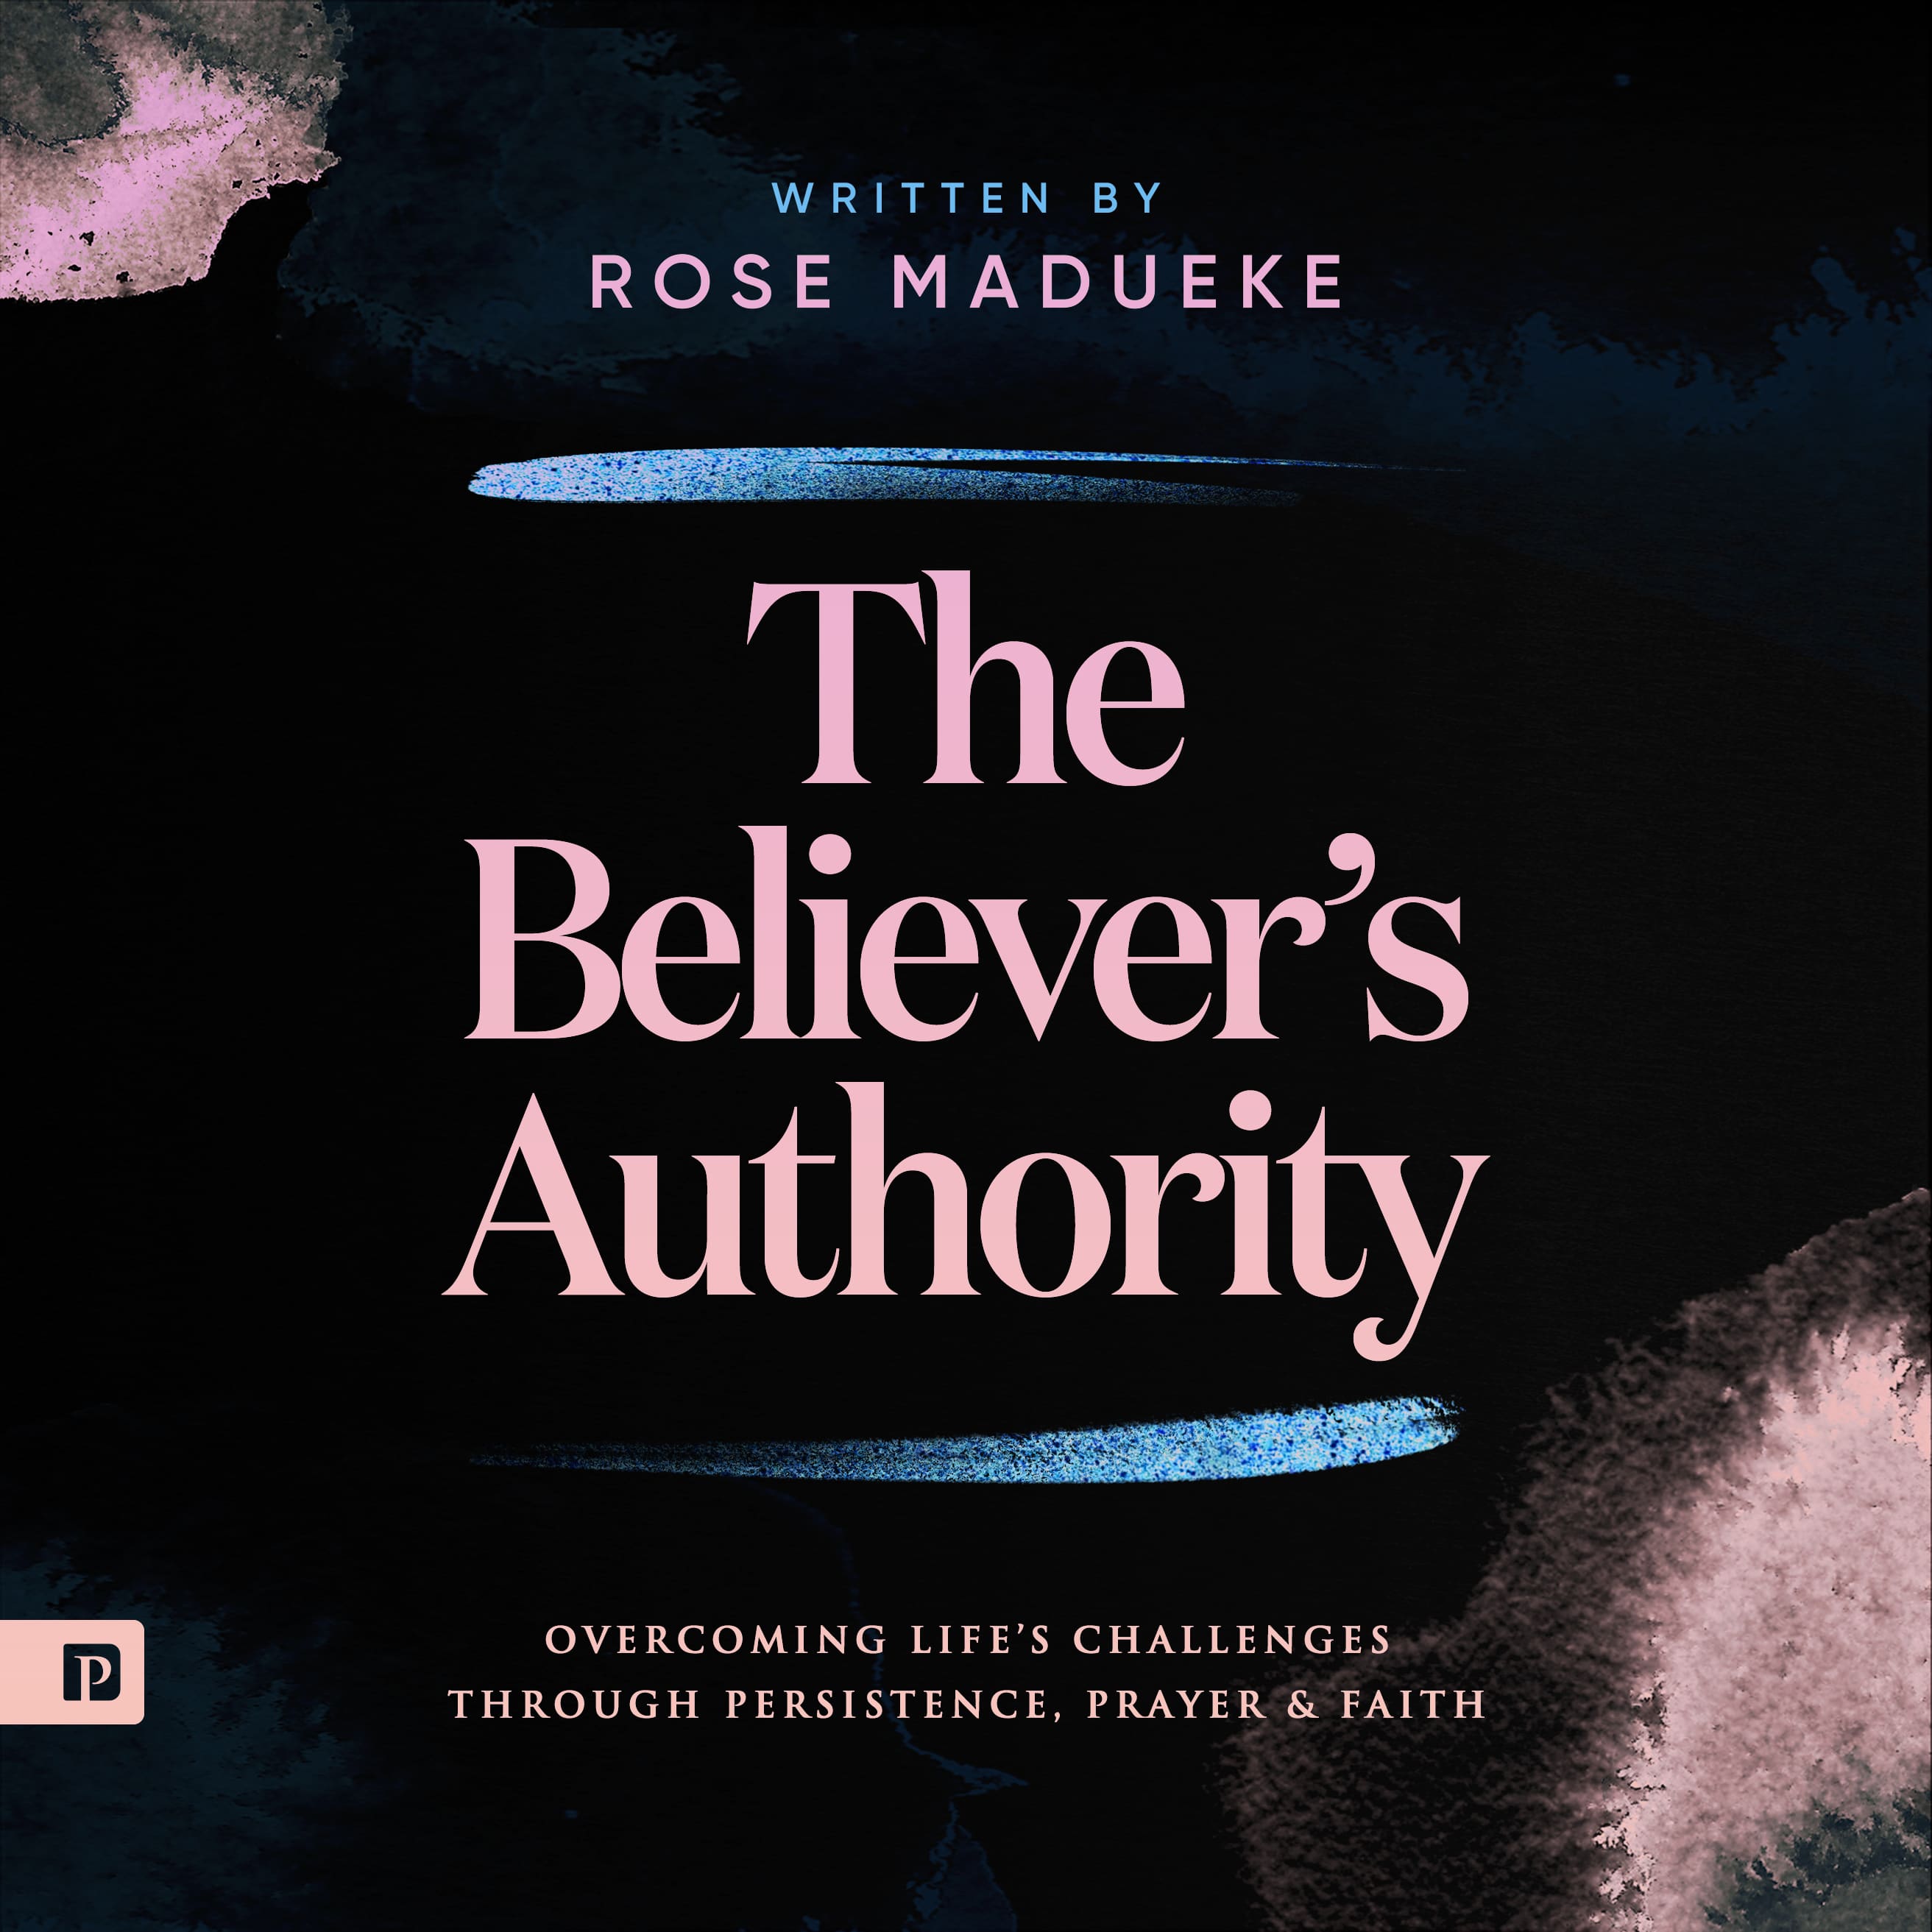 WRITTEN BY
ROSE MADUEKE
The
Believer’s
Authority
OVERCOMING LIFE’S CHALLENGES
THROUGH PERSISTENCE, PRAYER & FAITH
P